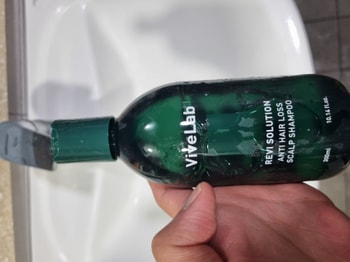 ViveLab
REVI SOLUTION
ANTI HAIR LOSS
SCALP SHAMPOO
300ml
10.14 fl.oz.